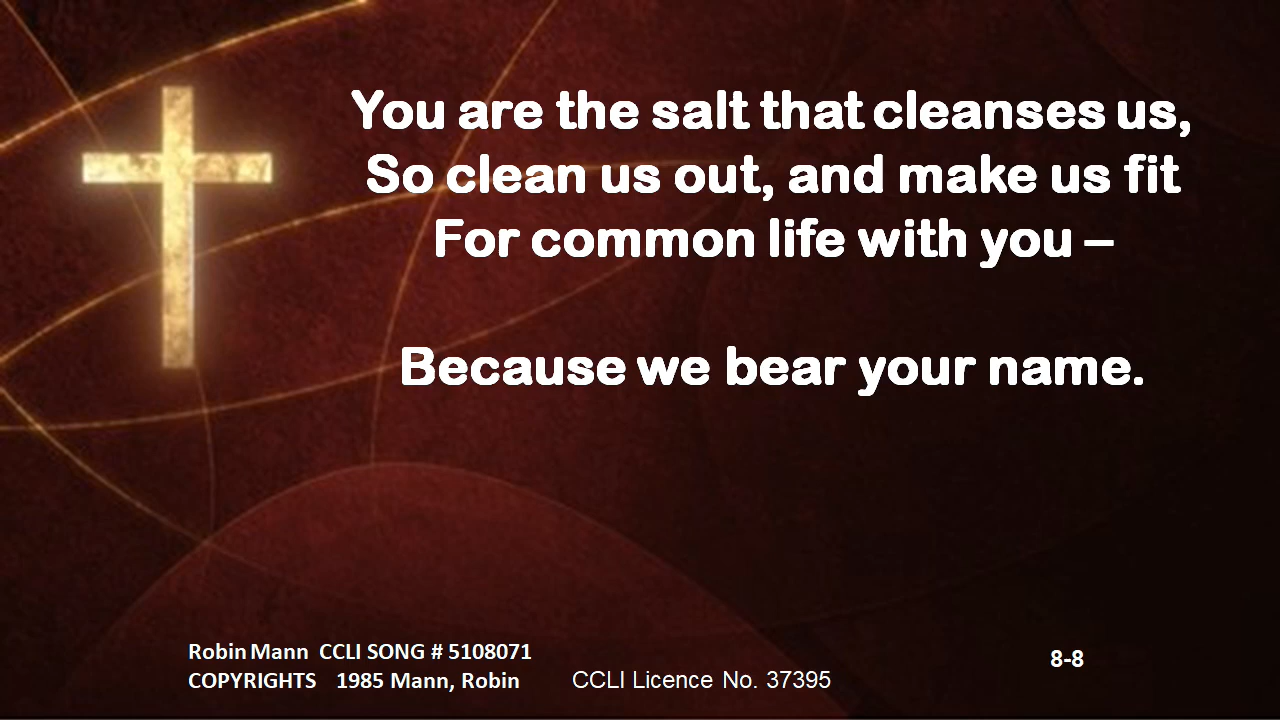 You are the salt that cleanses us,
So clean us out, and make us fit
For common life with you –
Because we bear your name.
Robin Mann CCLI SONG # 5108071
COPYRIGHTS 1985 Mann, Robin
CCLI Licence No. 37395
8-8